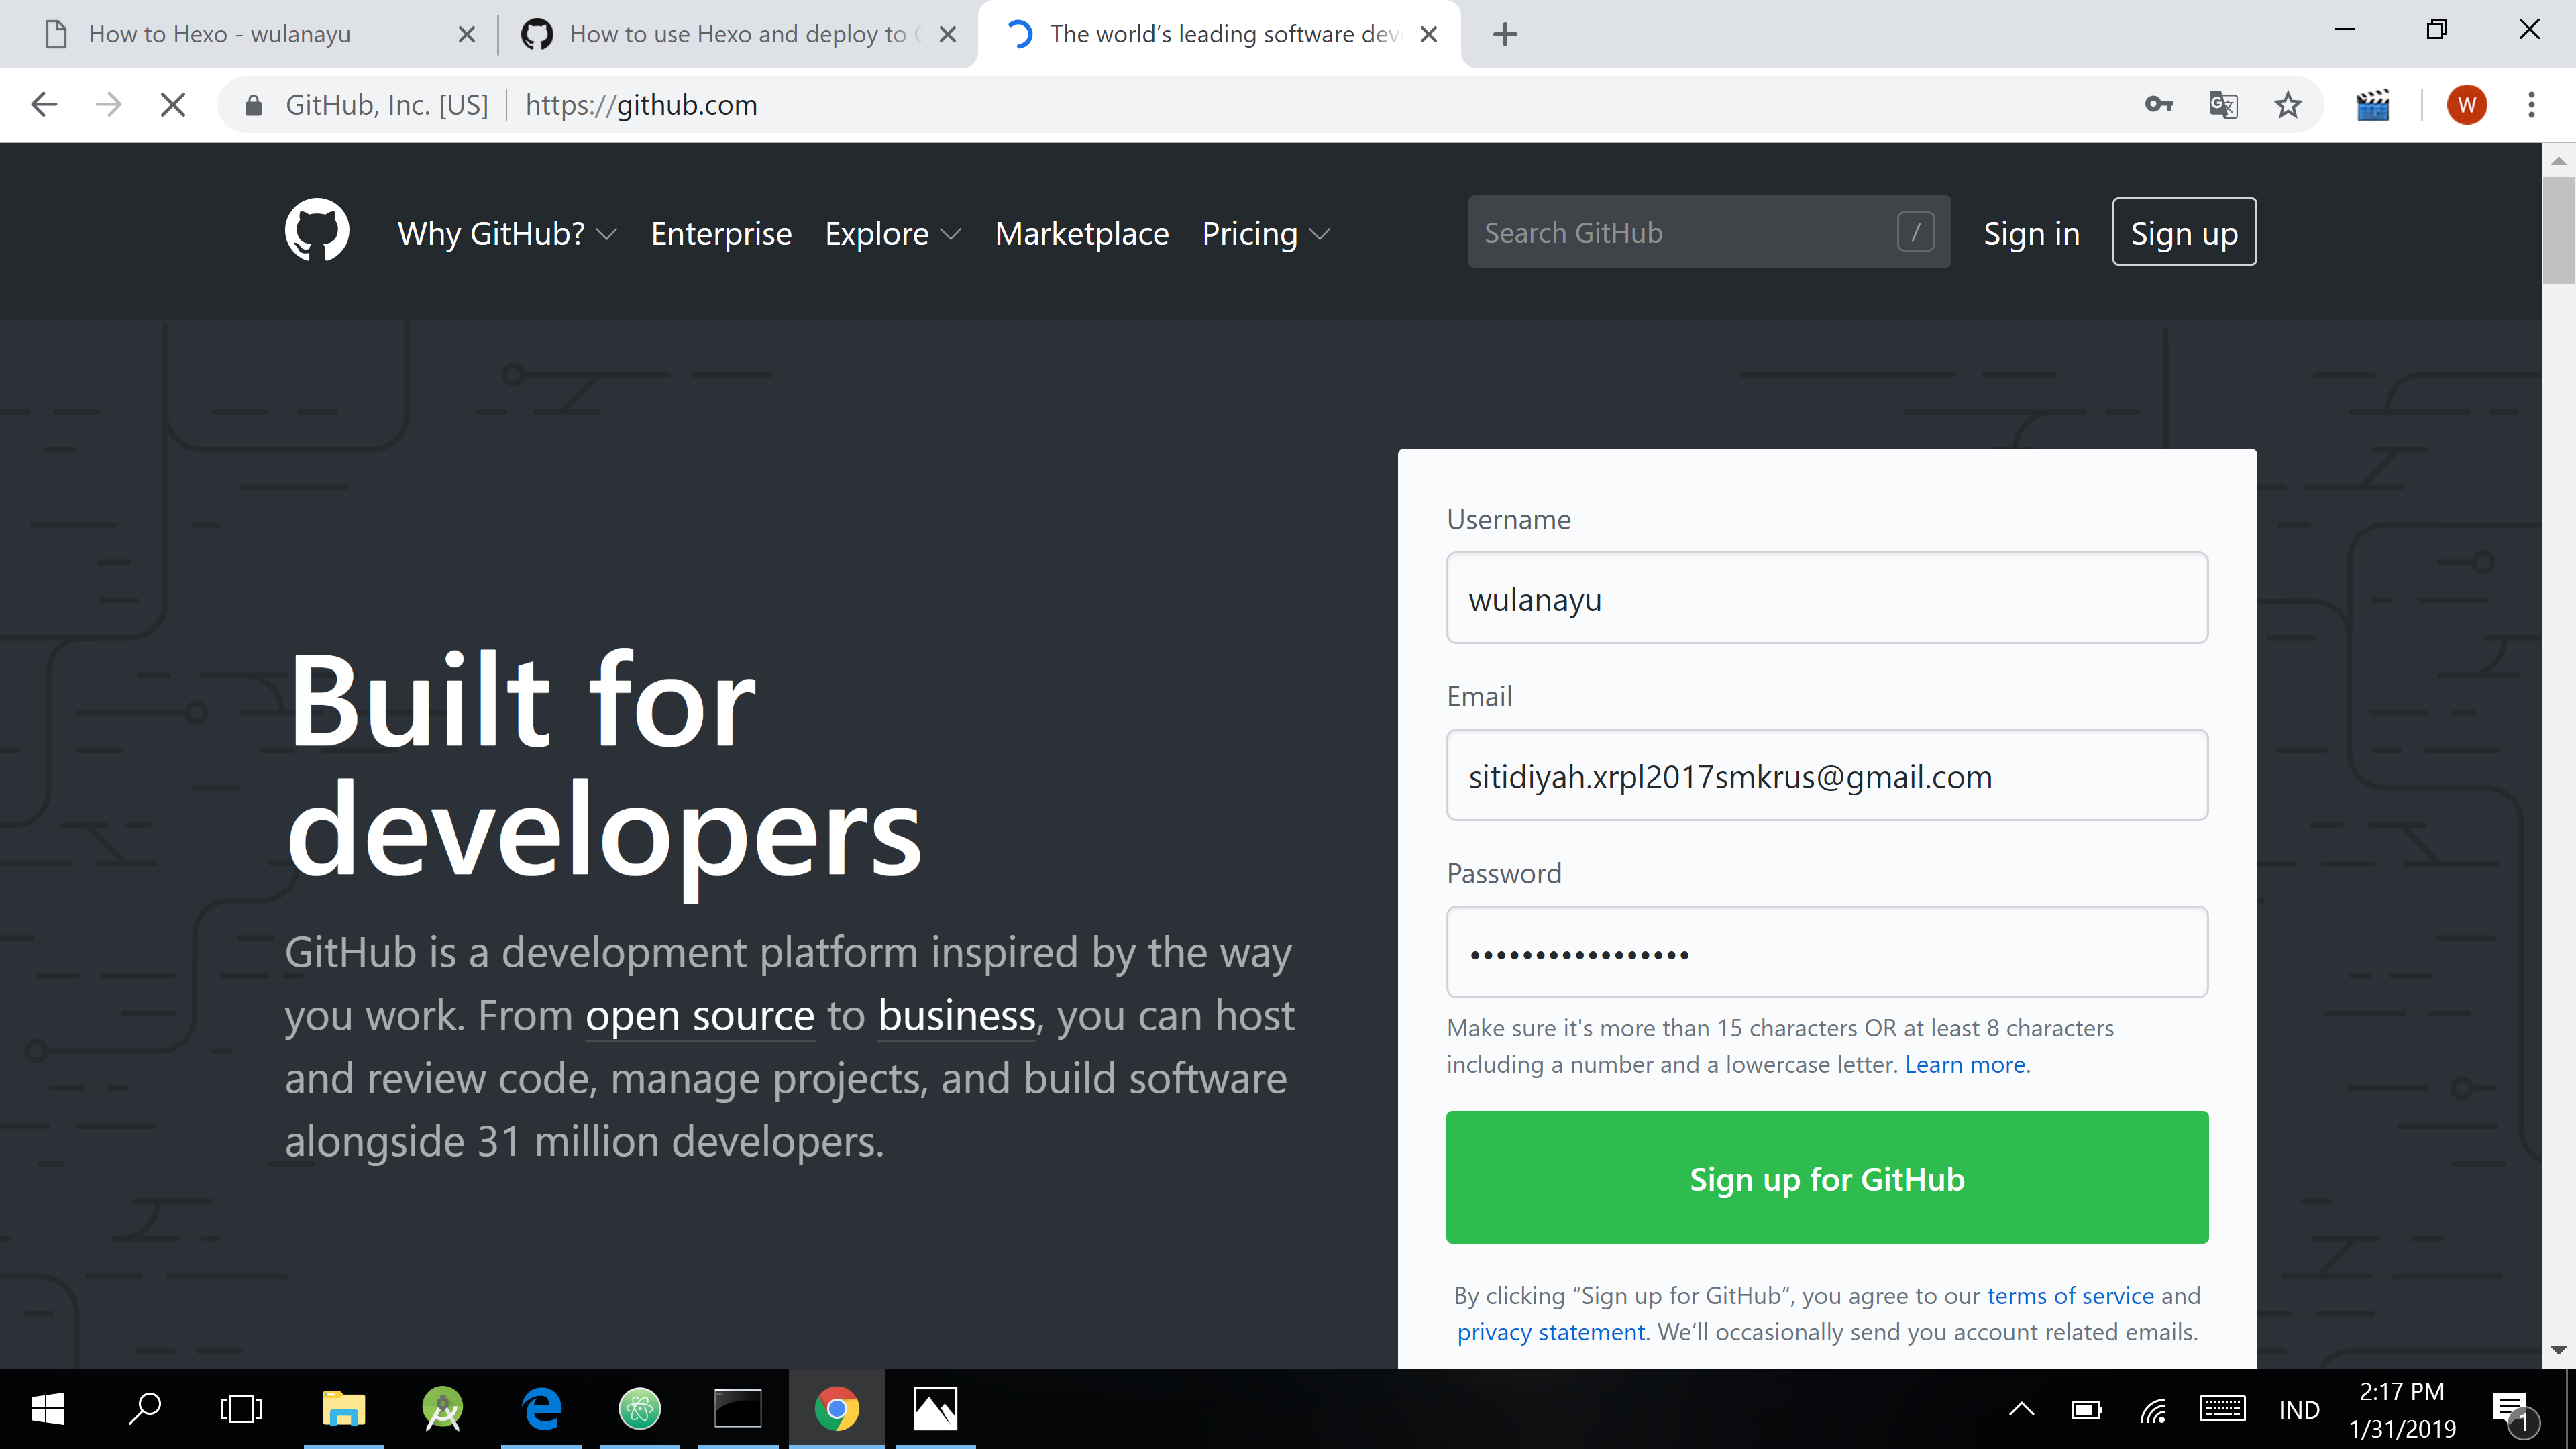 How to Hexo - wulanayu
How to use Hexo and deploy to
The world’s leading software dev
GitHub, Inc. [US]
https://github.com
W
Why GitHub?
Enterprise
Explore
Marketplace
Pricing
Search GitHub
/
Sign in
Sign up
Built for
developers
GitHub is a development platform inspired by the way
you work. From open source to business, you can host
and review code, manage projects, and build software
alongside 31 million developers.
Username
wulanayu
Email
sitidiyah.xrpl2017smkrus@gmail.com
Password
•••••••••••••••••
Make sure it's more than 15 characters OR at least 8 characters
including a number and a lowercase letter. Learn more.
Sign up for GitHub
By clicking “Sign up for GitHub”, you agree to our terms of service and
privacy statement. We’ll occasionally send you account related emails.
IND
2:17 PM
1/31/2019
1